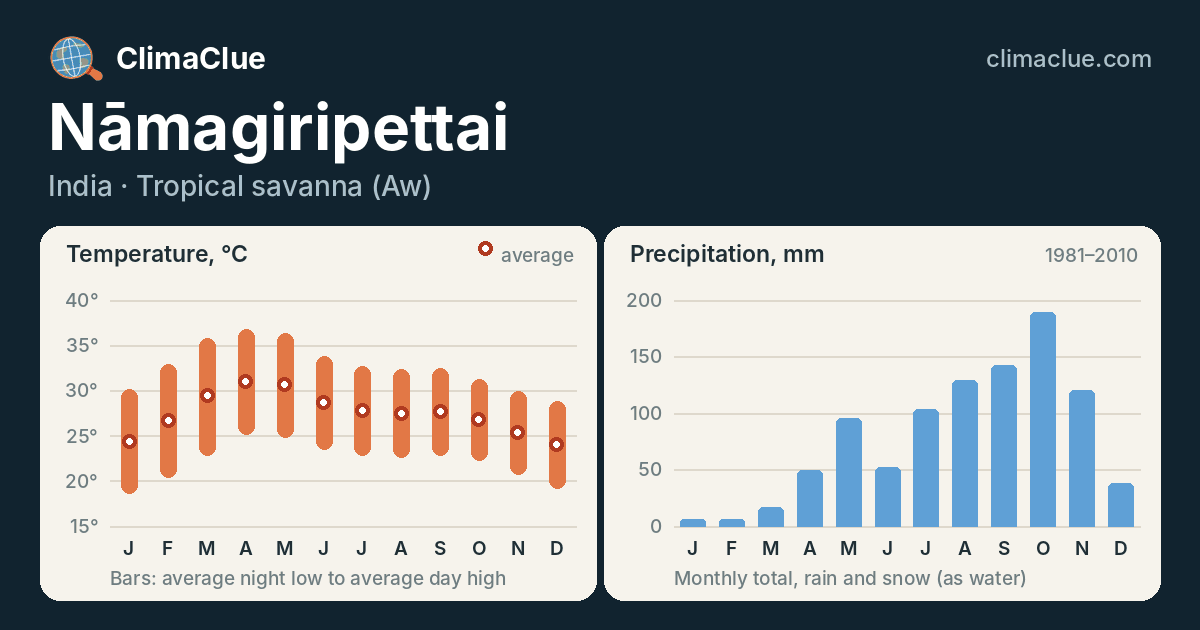 ClimaClue
climaclue.com
Nāmagiripettai
India · Tropical savanna (Aw)
Temperature, °C
average
40°
35°
30°
25°
20°
15°
J F M A M J J A S O N D
Bars: average night low to average day high
Precipitation, mm
1981–2010
200
150
100
50
0
J F M A M J J A S O N D
Monthly total, rain and snow (as water)